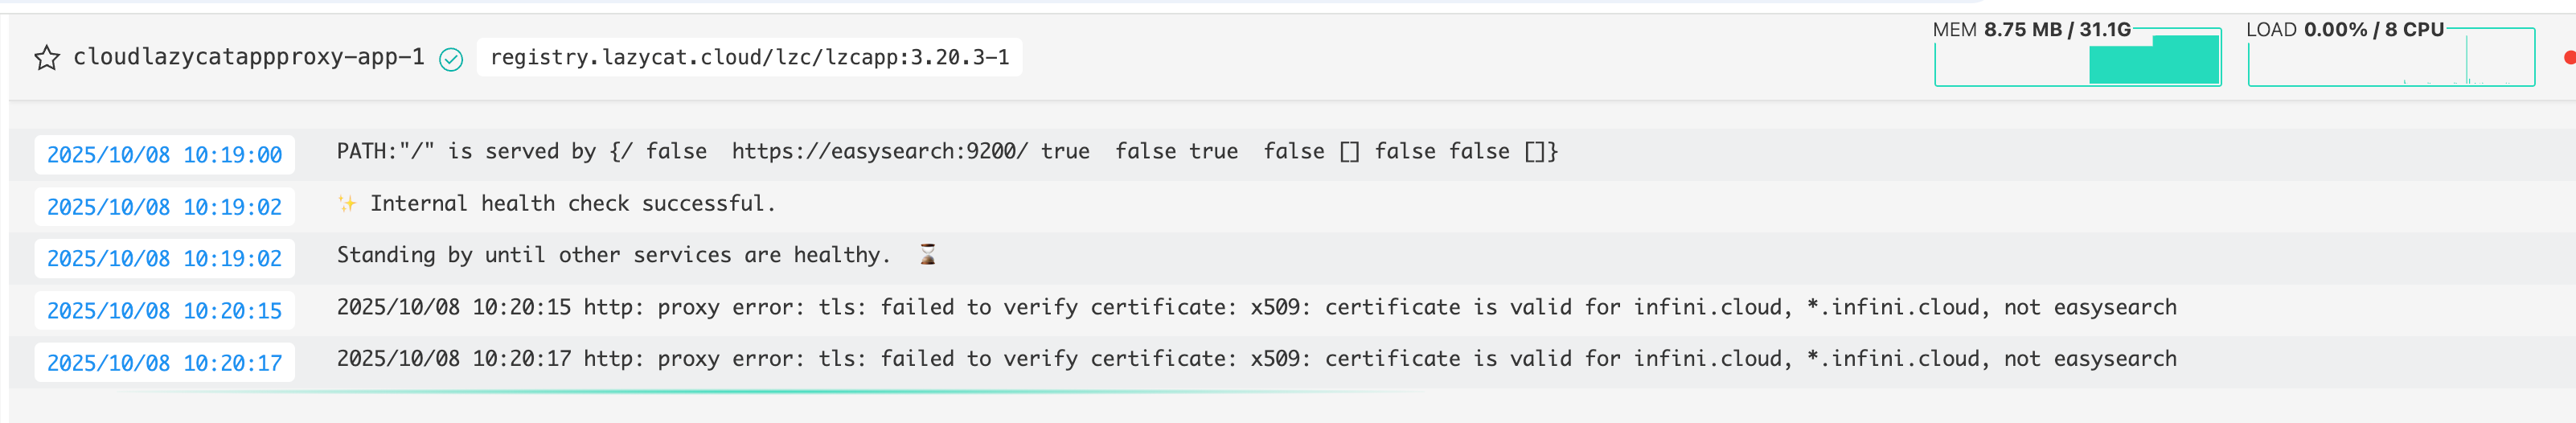 cloudlazycatappproxy-app-1 registry.lazycat.cloud/lzc/lzcapp:3.20.3-1 MEM 8.75 MB / 31.1G LOAD 0.00% / 8 CPU
2025/10/08 10:19:00 PATH:"/" is served by {/ false  https://easysearch:9200/ true  false true  false [] false false []}
2025/10/08 10:19:02 ✨ Internal health check successful.
2025/10/08 10:19:02 Standing by until other services are healthy. ⌛
2025/10/08 10:20:15 2025/10/08 10:20:15 http: proxy error: tls: failed to verify certificate: x509: certificate is valid for infini.cloud, *.infini.cloud, not easysearch
2025/10/08 10:20:17 2025/10/08 10:20:17 http: proxy error: tls: failed to verify certificate: x509: certificate is valid for infini.cloud, *.infini.cloud, not easysearch